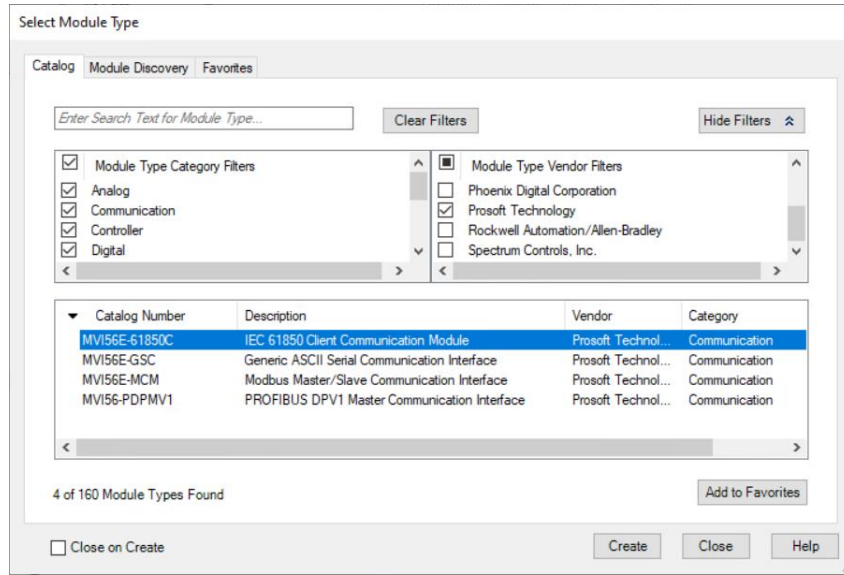 Select Module Type
Catalog Module Discovery Favorites
Enter Search Text for Module Type... Clear Filters Hide Filters
Module Type Category Filters
Analog
Communication
Controller
Digital
Module Type Vendor Filters
Phoenix Digital Corporation
Prosoft Technology
Rockwell Automation/Allen-Bradley
Spectrum Controls, Inc.
Catalog Number Description Vendor Category
MVI56E-61850C IEC 61850 Client Communication Module Prosoft Technol... Communication
MVI56E-GSC Generic ASCII Serial Communication Interface Prosoft Technol... Communication
MVI56E-MCM Modbus Master/Slave Communication Interface Prosoft Technol... Communication
MVI56-PDPMV1 PROFIBUS DPV1 Master Communication Interface Prosoft Technol... Communication
4 of 160 Module Types Found Add to Favorites
Close on Create Create Close Help